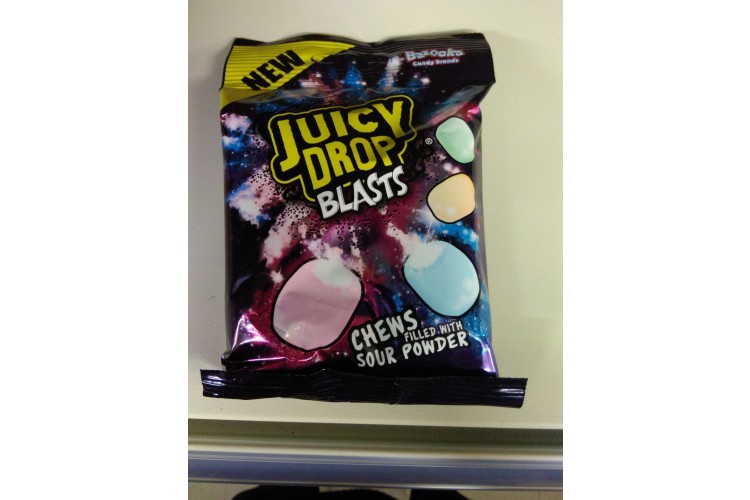 NEW
Bazooka
Candy Brands
JUICY
DROP
BLASTS
®
CHEWS
FILLED WITH
SOUR POWDER